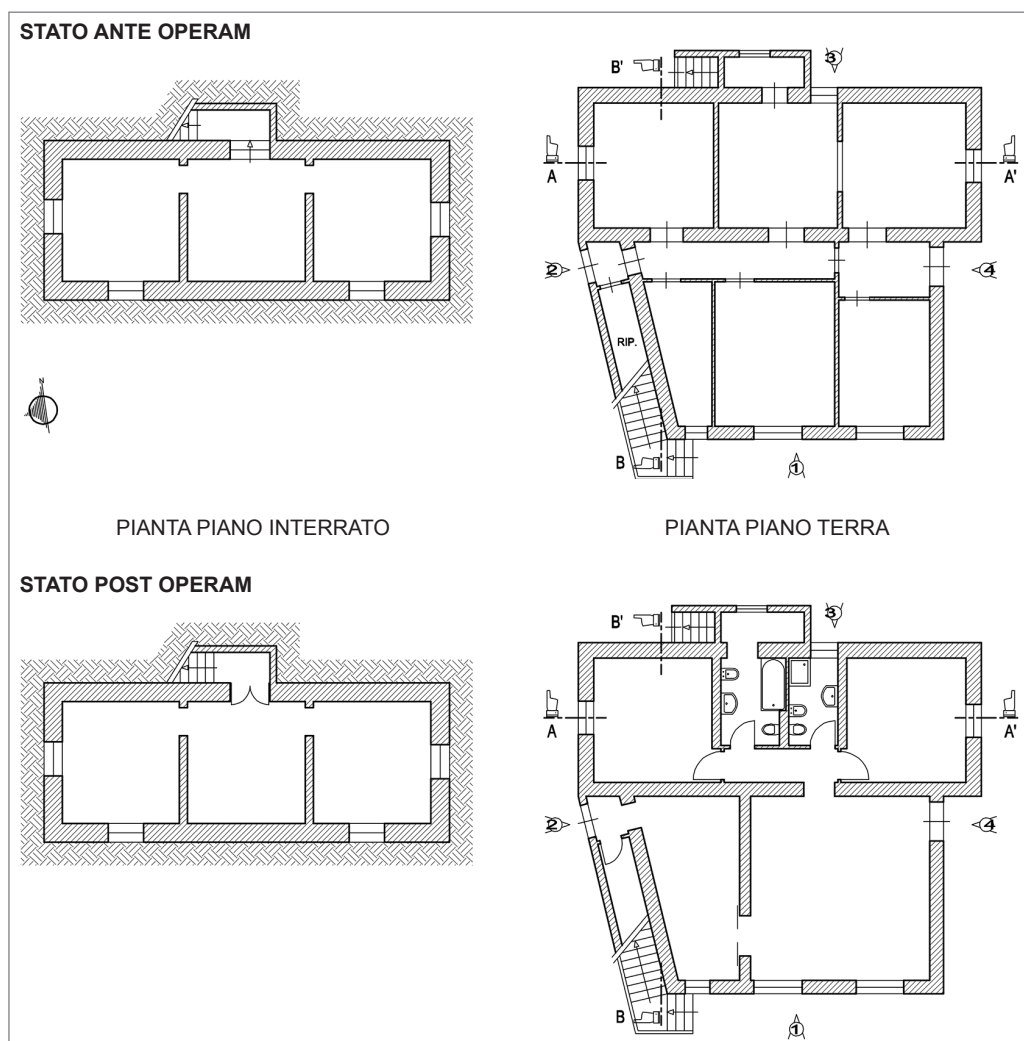 STATO ANTE OPERAM
B'
3
A
A'
2
4
RIP.
N
B
1
PIANTA PIANO INTERRATO
PIANTA PIANO TERRA
STATO POST OPERAM
B'
3
A
A'
2
4
B
1